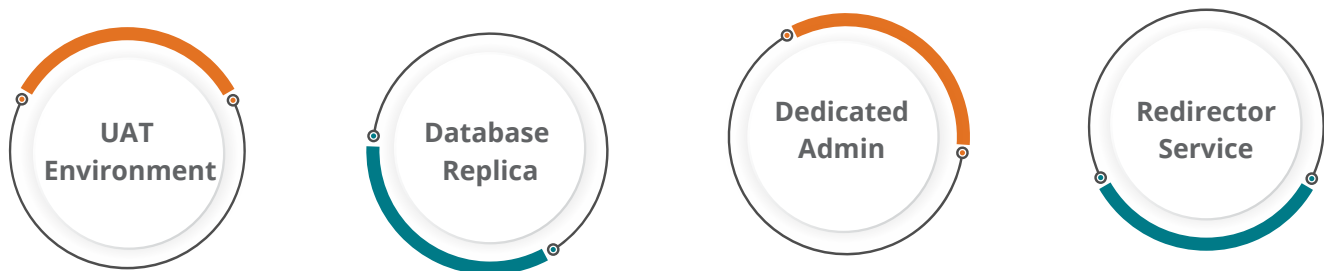 UAT
Environment
Database
Replica
Dedicated
Admin
Redirector
Service